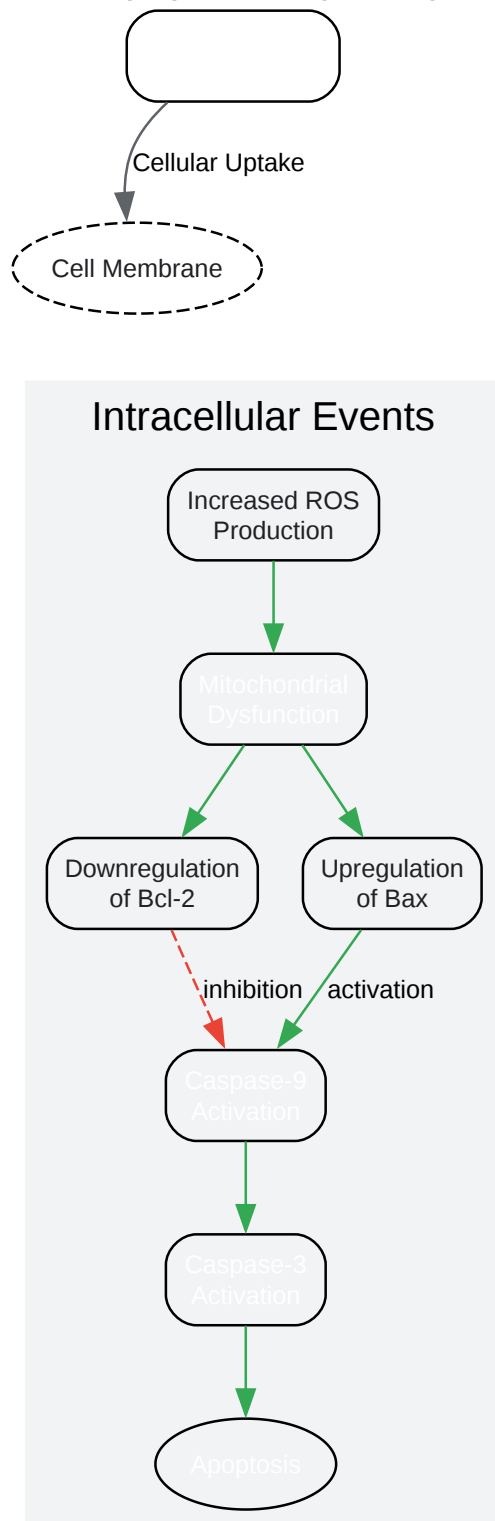 Cellular Uptake
Cell Membrane
Intracellular Events
Increased ROS
Production
Mitochondrial
Dysfunction
Downregulation
of Bcl-2
Upregulation
of Bax
inhibition
activation
Caspase-9
Activation
Caspase-3
Activation
Apoptosis